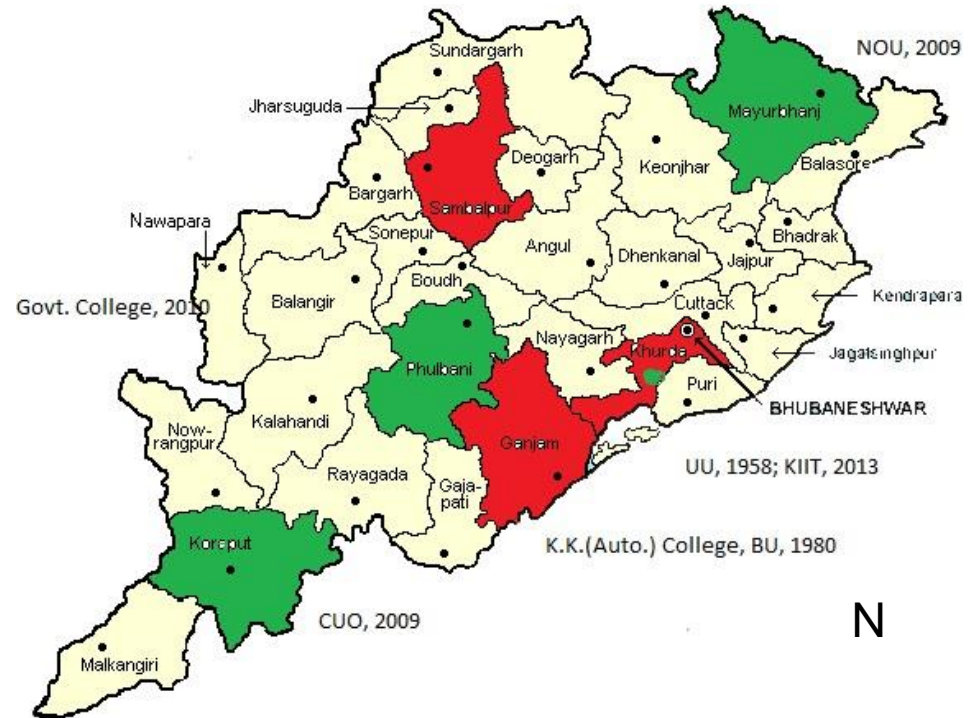 Sundargarh
NOU, 2009
Jharsuguda
Mayurbhanj
Deogarh
Keonjhar
Balasore
Bargarh
Sambalpur
Nawapara
Sonepur
Angul
Dhenkanal
Bhadrak
Jajpur
Boudh
Balangir
Cuttack
Kendrapara
Govt. College, 2010
Nayagarh
Khurda
Jagatsinghpur
Phulbani
Puri
BHUBANESHWAR
Kalahandi
Now-
rangpur
Ganjam
Rayagada
Gaja-
pati
UU, 1958; KIIT, 2013
Koraput
K.K.(Auto.) College, BU, 1980
CUO, 2009
N
Malkangiri